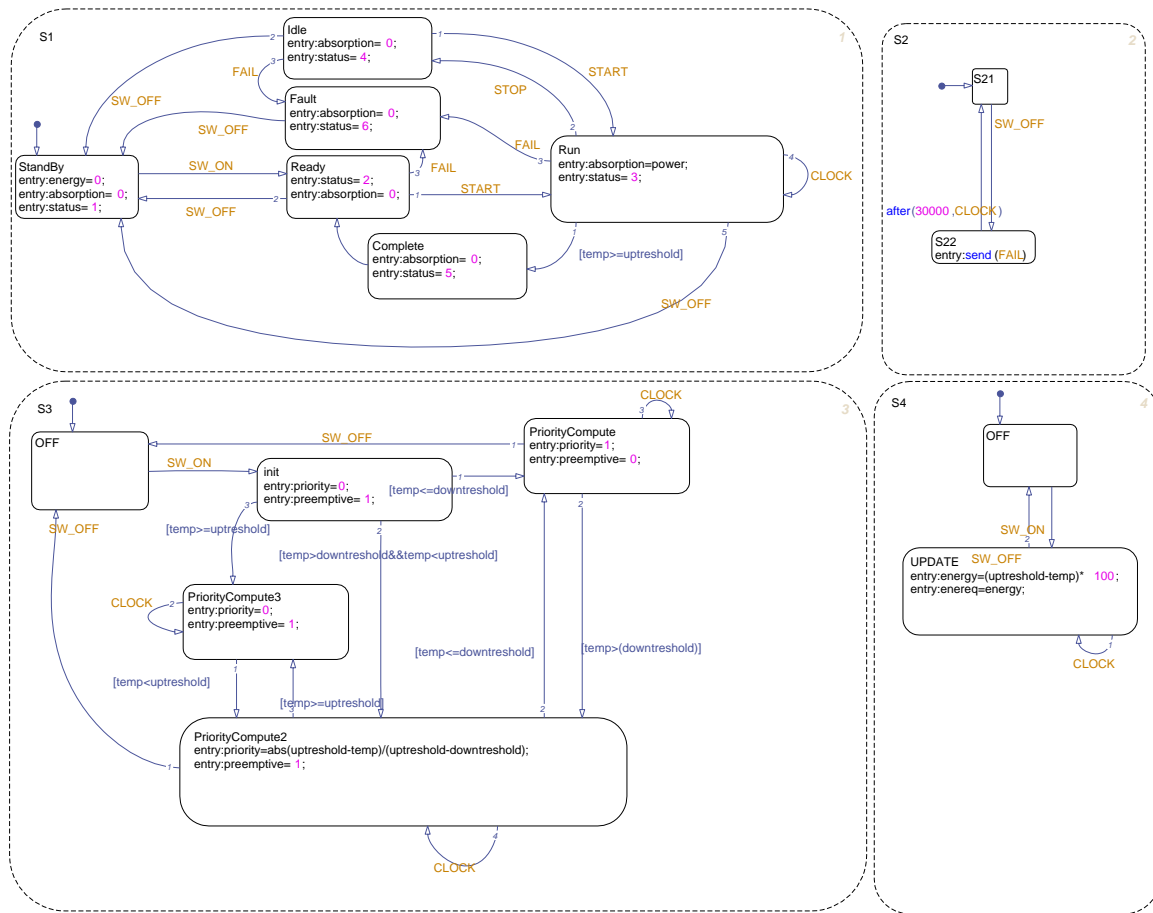 S1
1
Idle
entry:absorption= 0;
entry:status= 4;
2
1
3
FAIL
START
STOP
SW_OFF
Fault
entry:absorption= 0;
entry:status= 6;
SW_OFF
FAIL
2
3
Run
entry:absorption=power;
entry:status= 3;
4
CLOCK
StandBy
entry:energy=0;
entry:absorption= 0;
entry:status= 1;
SW_ON
Ready
entry:status= 2;
entry:absorption= 0;
3
FAIL
1
START
2
SW_OFF
Complete
entry:absorption= 0;
entry:status= 5;
1
[temp>=uptreshold]
5
SW_OFF
S2
2
S21
SW_OFF
after(30000 ,CLOCK )
S22
entry:send (FAIL)
S3
3
OFF
SW_OFF
1
3
CLOCK
PriorityCompute
entry:priority=1;
entry:preemptive= 0;
SW_ON
init
entry:priority=0;
entry:preemptive= 1;
1
[temp<=downtreshold]
3
2
2
SW_OFF
[temp>=uptreshold]
[temp>downtreshold&&temp<uptreshold]
PriorityCompute3
entry:priority=0;
entry:preemptive= 1;
CLOCK
2
1
[temp<uptreshold]
[temp>=uptreshold]
3
[temp<=downtreshold]
2
[temp>(downtreshold)]
PriorityCompute2
entry:priority=abs(uptreshold-temp)/(uptreshold-downtreshold);
entry:preemptive= 1;
1
4
CLOCK
S4
4
OFF
SW_ON
2
SW_OFF
UPDATE
entry:energy=(uptreshold-temp)* 100;
entry:enereq=energy;
1
CLOCK